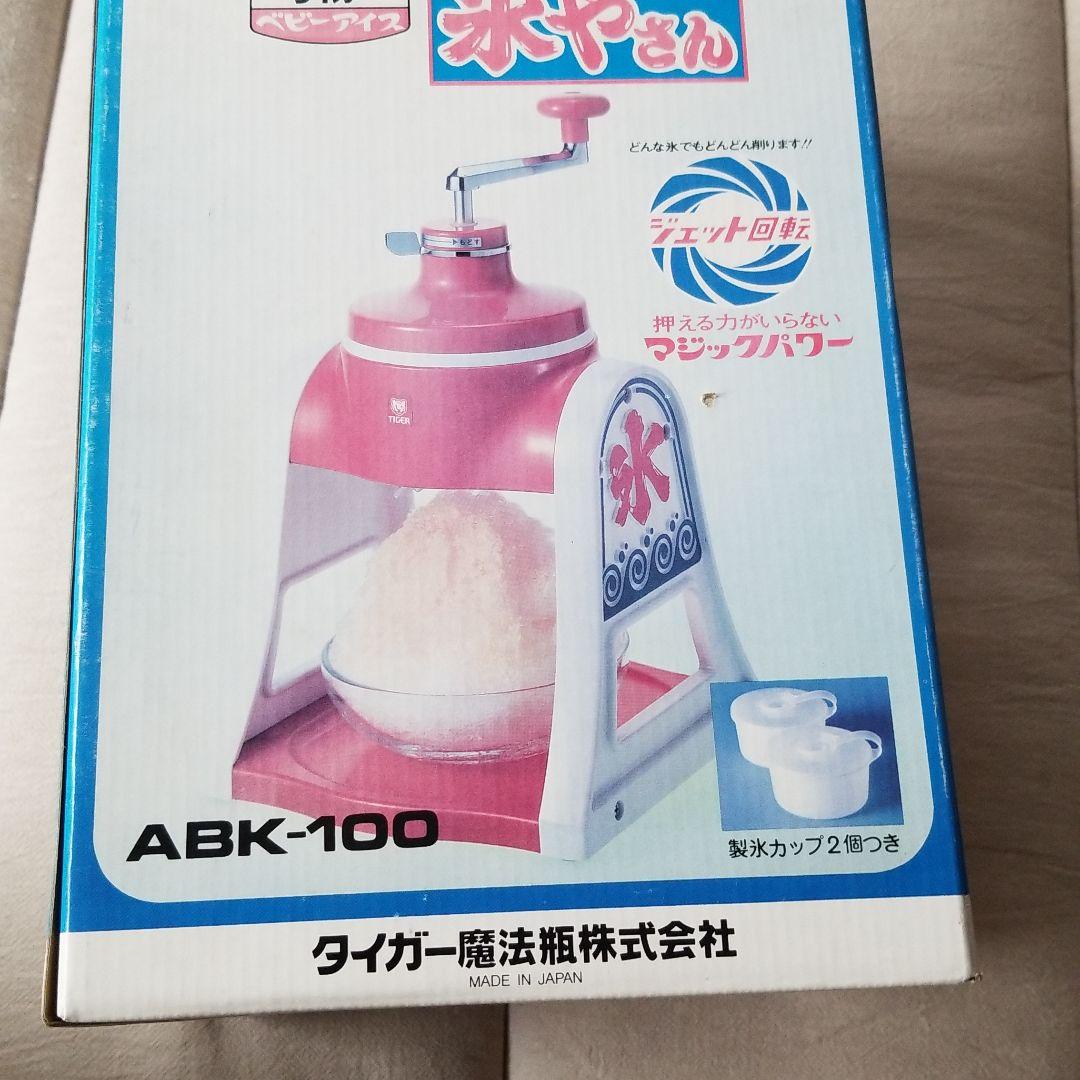 ベビーアイス
氷やさん
どんな氷でもどんどん削ります!!
ジェット回転
押える力がいらない
マジックパワー
▶もどす
TIGER
氷
ABK-100
製氷カップ2個つき
タイガー魔法瓶株式会社
MADE IN JAPAN